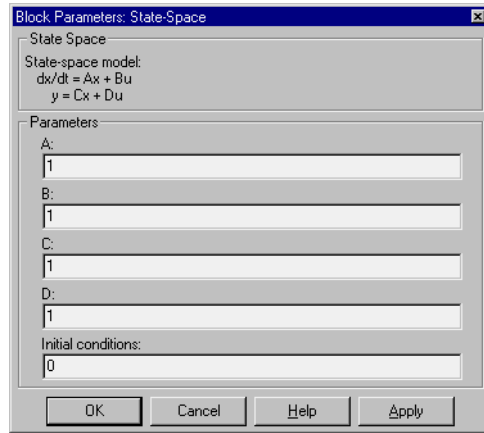 Block Parameters: State-Space
State Space
State-space model:
dx/dt = Ax + Bu
y = Cx + Du
Parameters
A:
1
B:
1
C:
1
D:
1
Initial conditions:
0
OK Cancel Help Apply